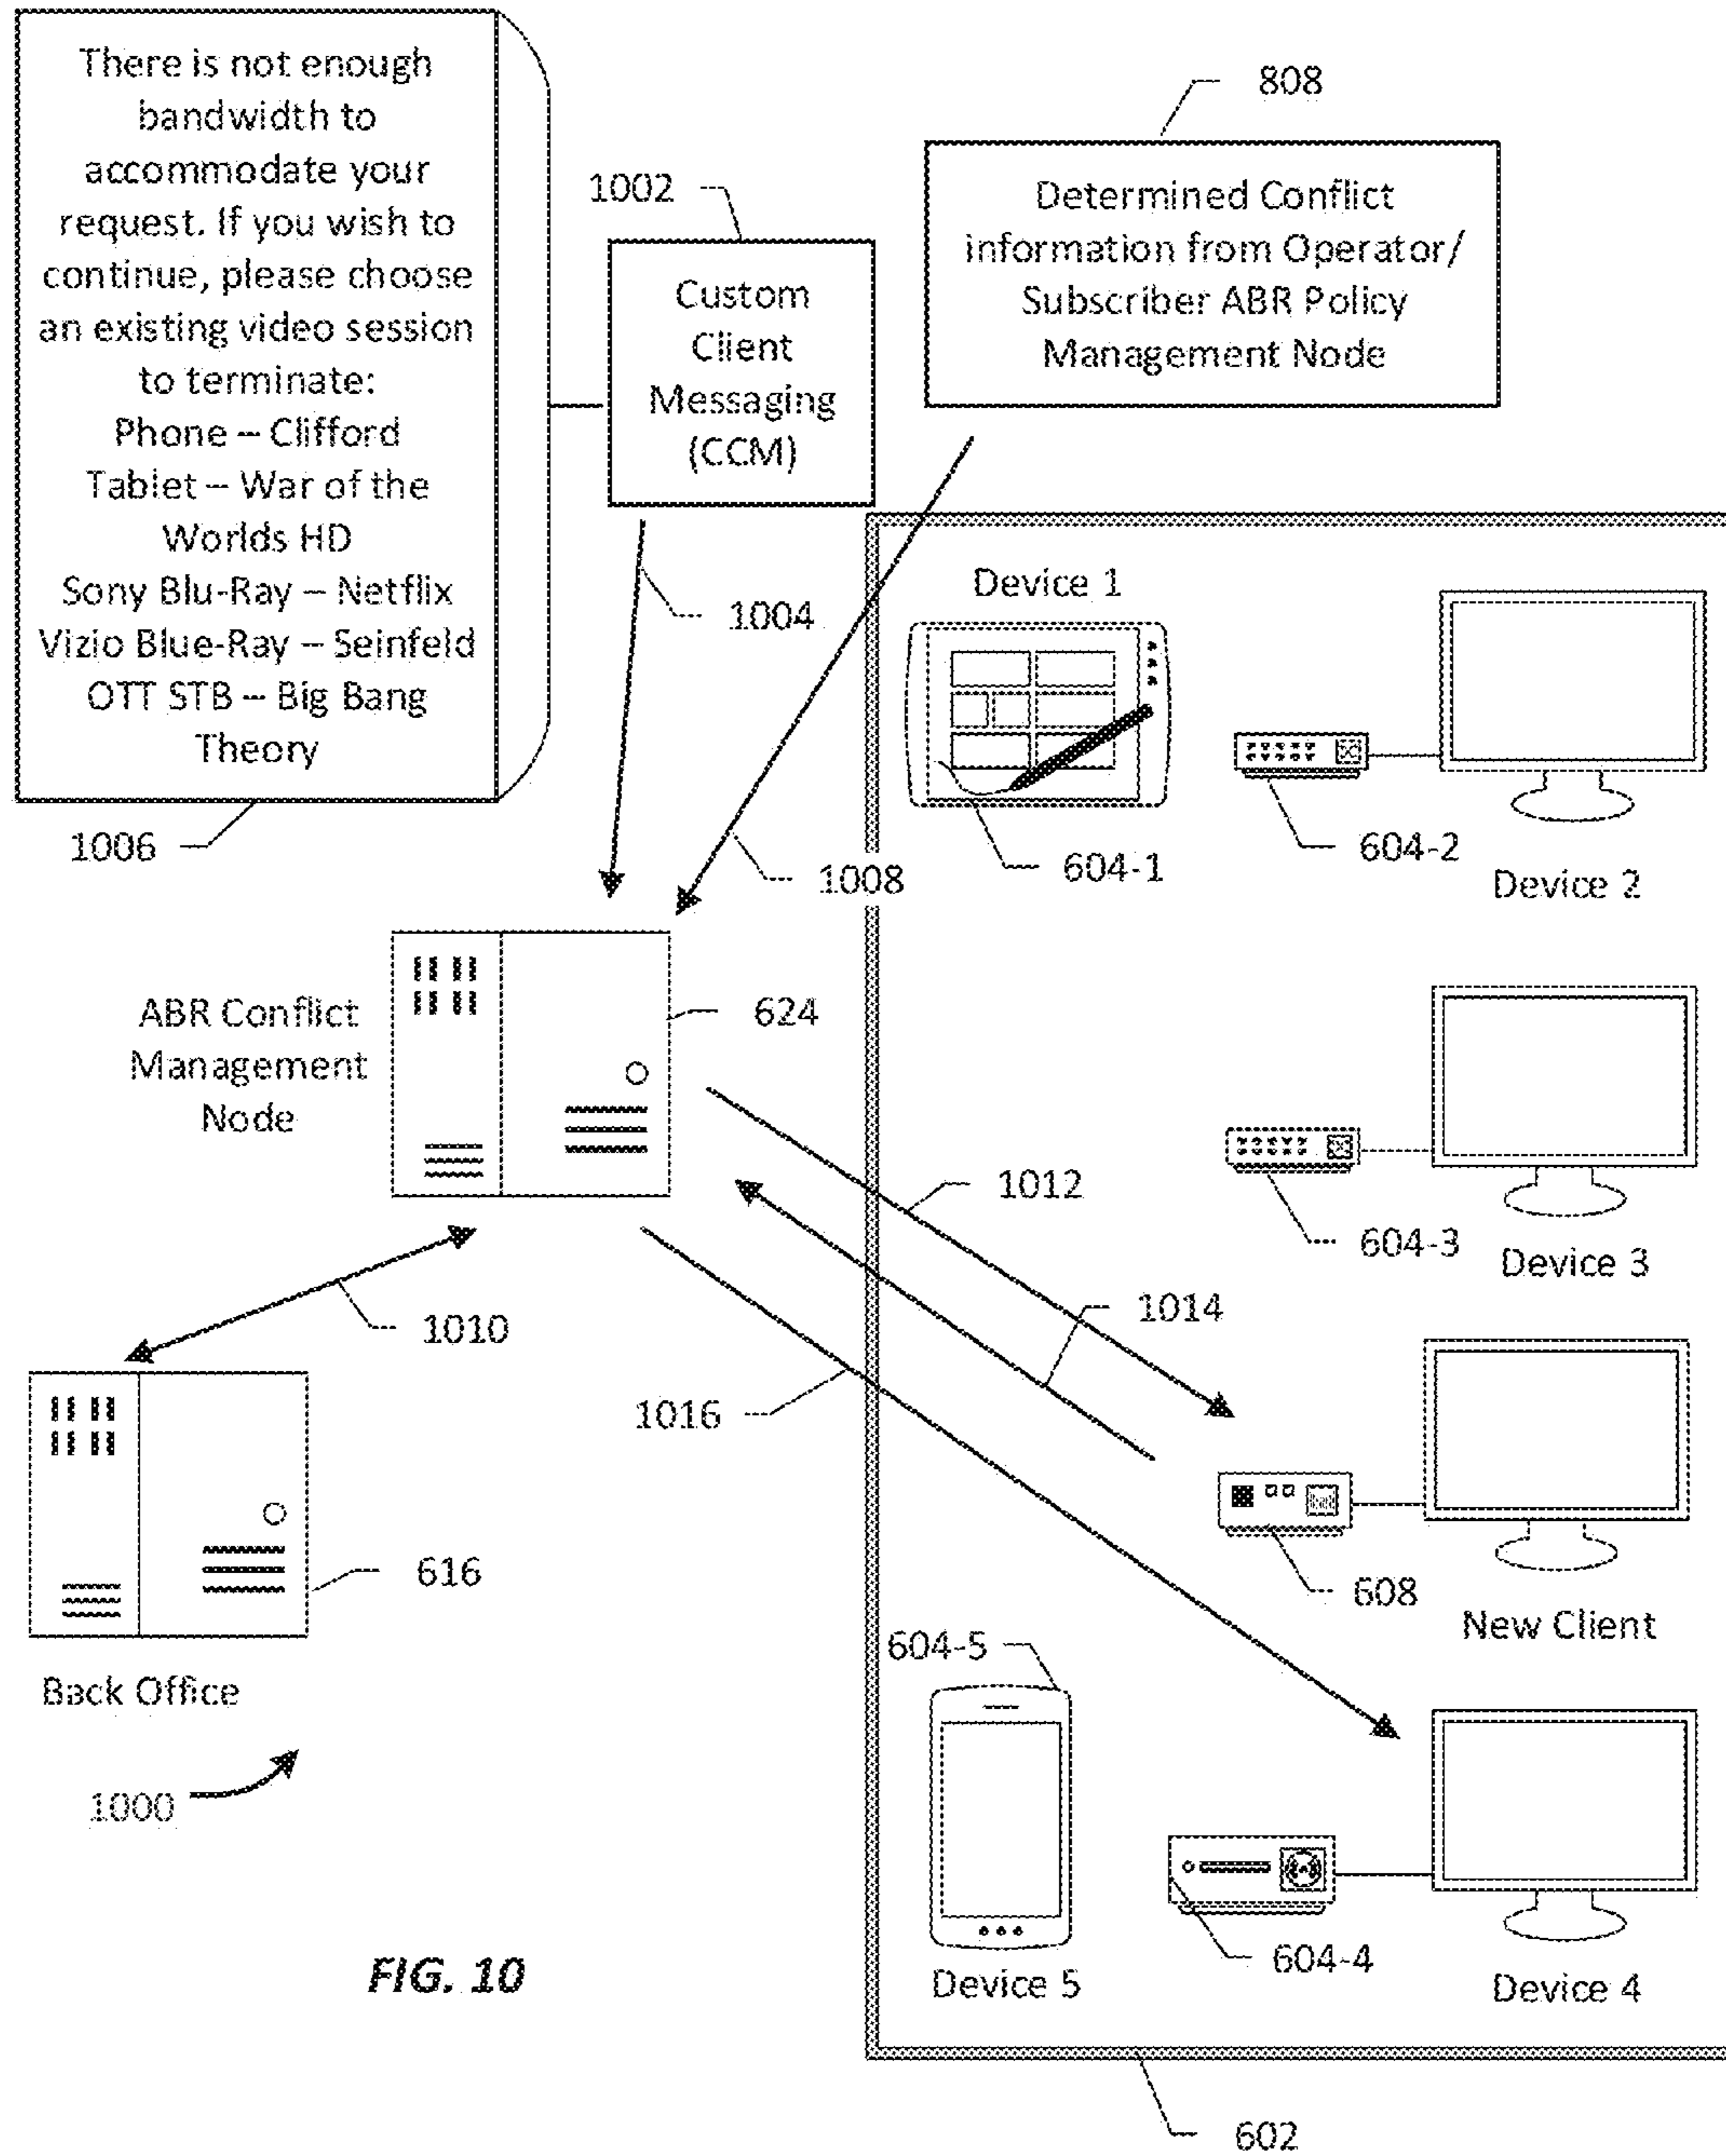 There is not enough
bandwidth to
accommodate your
request. If you wish to
continue, please choose
an existing video session
to terminate:
Phone – Clifford
Tablet – War of the
Worlds HD
Sony Blu-Ray – Netflix
Vizio Blue-Ray – Seinfeld
OTT STB – Big Bang
Theory
1006
1002
Custom
Client
Messaging
(CCM)
808
Determined Conflict
information from Operator/
Subscriber ABR Policy
Management Node
1004
1008
Device 1
604-1
604-2
Device 2
ABR Conflict
Management
Node
624
1012
604-3
Device 3
1010
1014
1016
616
Back Office
608
New Client
1000
604-5
Device 5
604-4
Device 4
FIG. 10
602